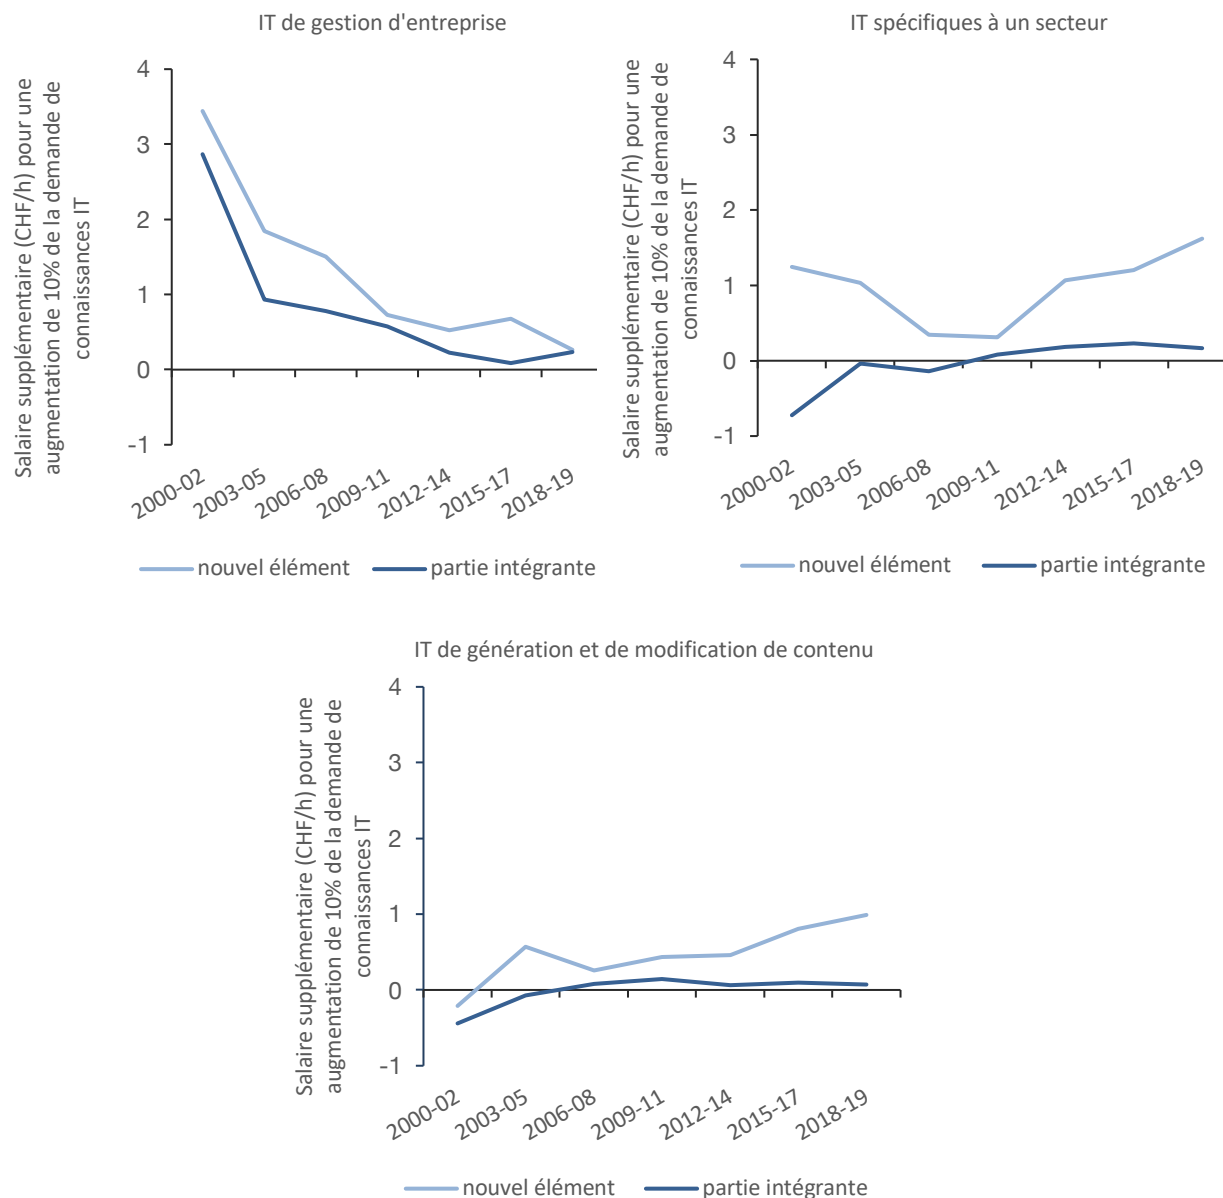 IT de gestion d'entreprise
Salaire supplémentaire (CHF/h) pour une
augmentation de 10% de la demande de
connaissances IT
4
3
2
1
0
-1
2000-02
2003-05
2006-08
2009-11
2012-14
2015-17
2018-19
nouvel élément
partie intégrante
IT spécifiques à un secteur
Salaire supplémentaire (CHF/h) pour une
augmentation de 10% de la demande de
connaissances IT
4
3
2
1
0
-1
2000-02
2003-05
2006-08
2009-11
2012-14
2015-17
2018-19
nouvel élément
partie intégrante
IT de génération et de modification de contenu
Salaire supplémentaire (CHF/h) pour une
augmentation de 10% de la demande de
connaissances IT
4
3
2
1
0
-1
2000-02
2003-05
2006-08
2009-11
2012-14
2015-17
2018-19
nouvel élément
partie intégrante